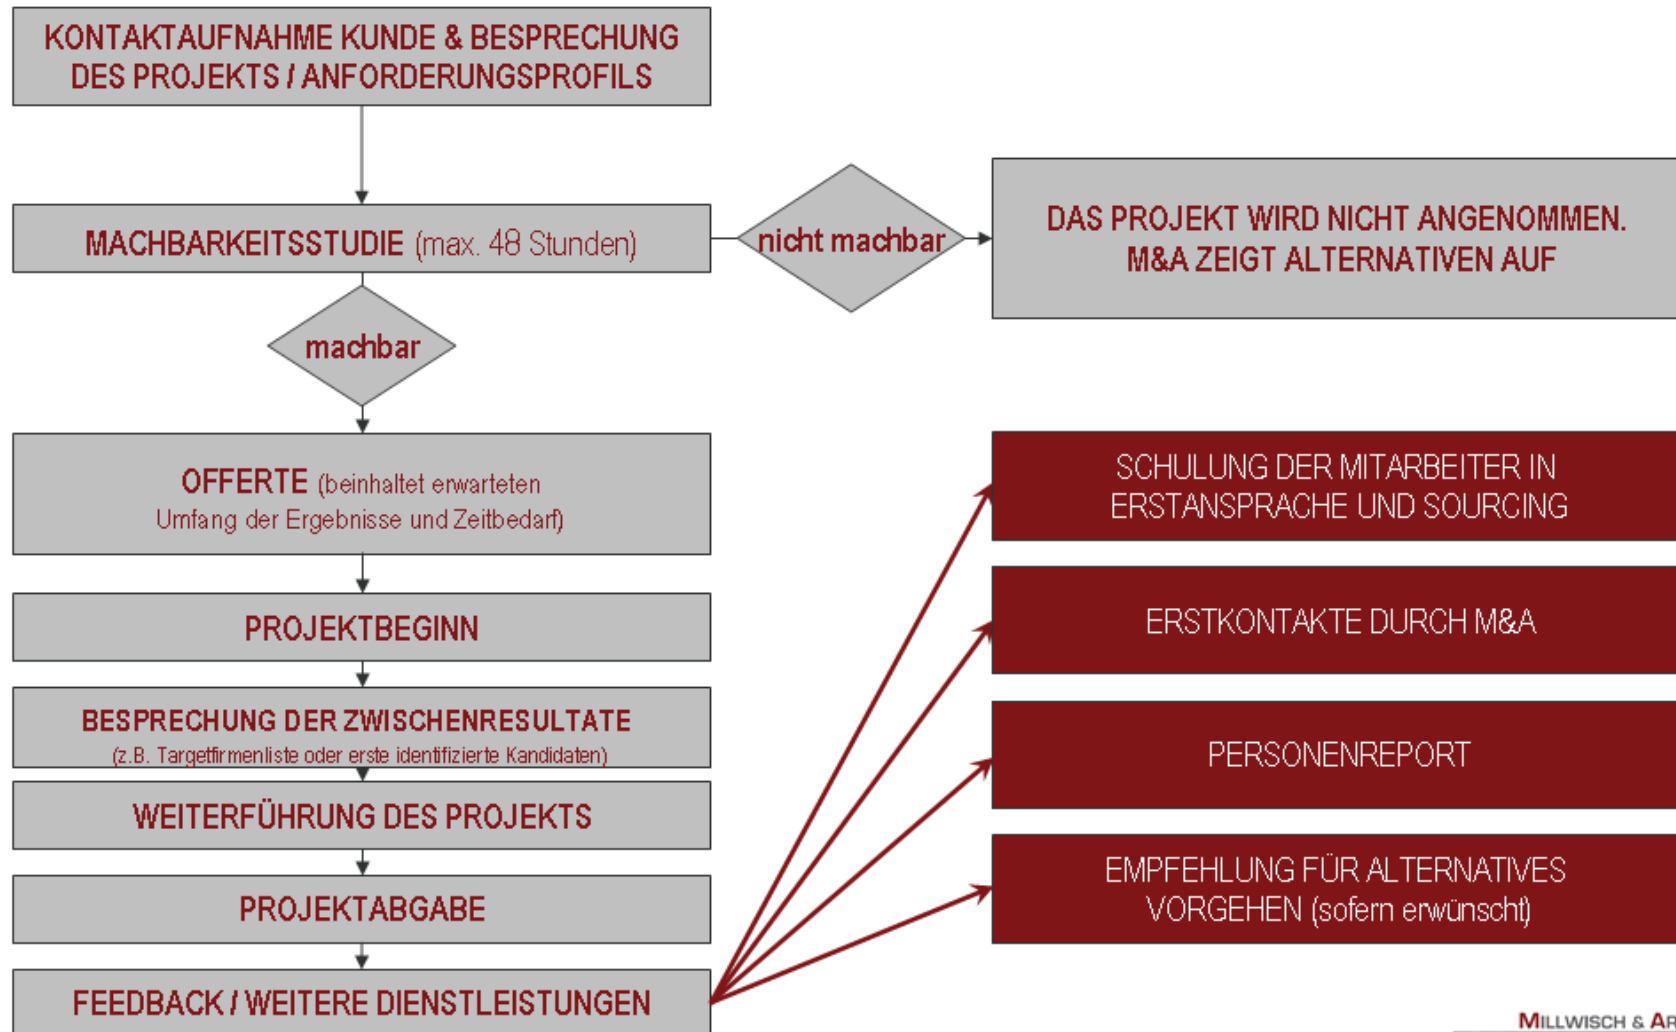 KONTAKTAUFNAHME KUNDE & BESPRECHUNG
DES PROJEKTS / ANFORDERUNGSPROFILS
MACHBARKEITSSTUDIE (max. 48 Stunden)
nicht machbar
DAS PROJEKT WIRD NICHT ANGENOMMEN.
M&A ZEIGT ALTERNATIVEN AUF
machbar
OFFERTE (beinhaltet erwarteten
Umfang der Ergebnisse und Zeitbedarf)
PROJEKTBEGINN
BESPRECHUNG DER ZWISCHENRESULTATE
(z.B. Targetfirmenliste oder erste identifizierte Kandidaten)
WEITERFÜHRUNG DES PROJEKTS
PROJEKTABGABE
FEEDBACK / WEITERE DIENSTLEISTUNGEN
SCHULUNG DER MITARBEITER IN
ERSTANSPRACHE UND SOURCING
ERSTKONTAKTE DURCH M&A
PERSONENREPORT
EMPFEHLUNG FÜR ALTERNATIVES
VORGEHEN (sofern erwünscht)
MILLWISCH & AR